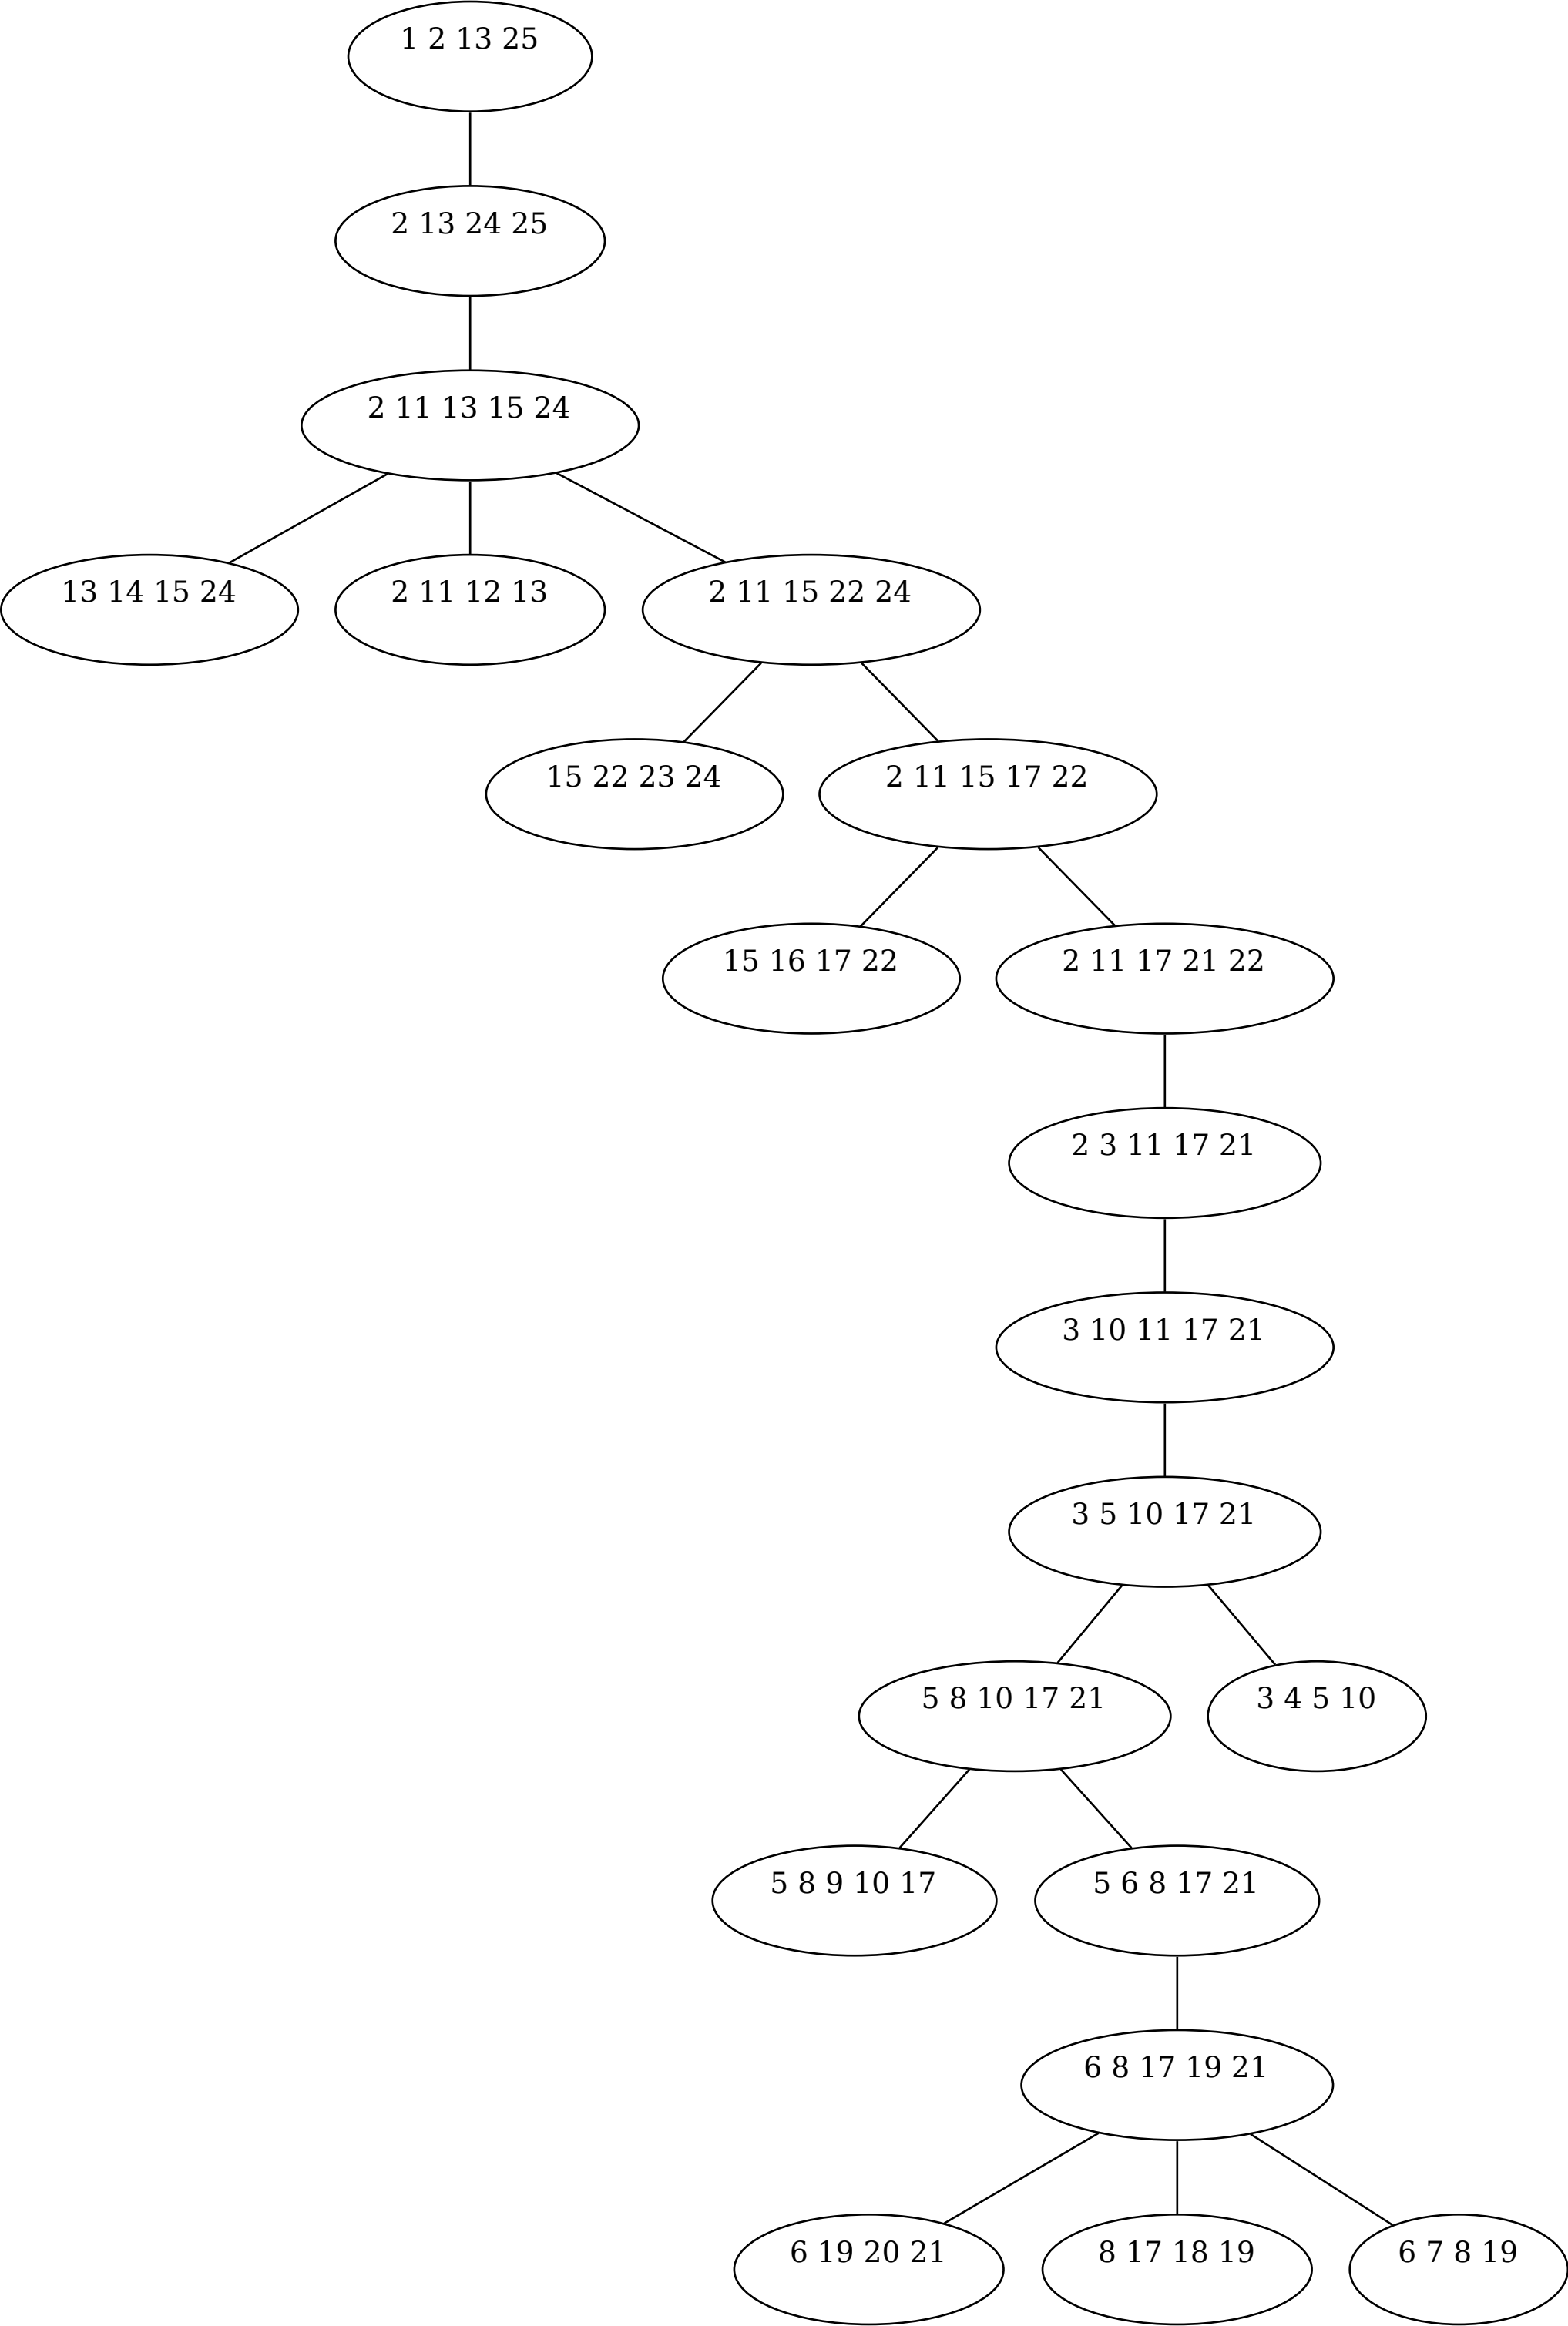 1 2 13 25
2 13 24 25
2 11 13 15 24
13 14 15 24
2 11 12 13
2 11 15 22 24
15 22 23 24
2 11 15 17 22
15 16 17 22
2 11 17 21 22
2 3 11 17 21
3 10 11 17 21
3 5 10 17 21
5 8 10 17 21
3 4 5 10
5 8 9 10 17
5 6 8 17 21
6 8 17 19 21
6 19 20 21
8 17 18 19
6 7 8 19